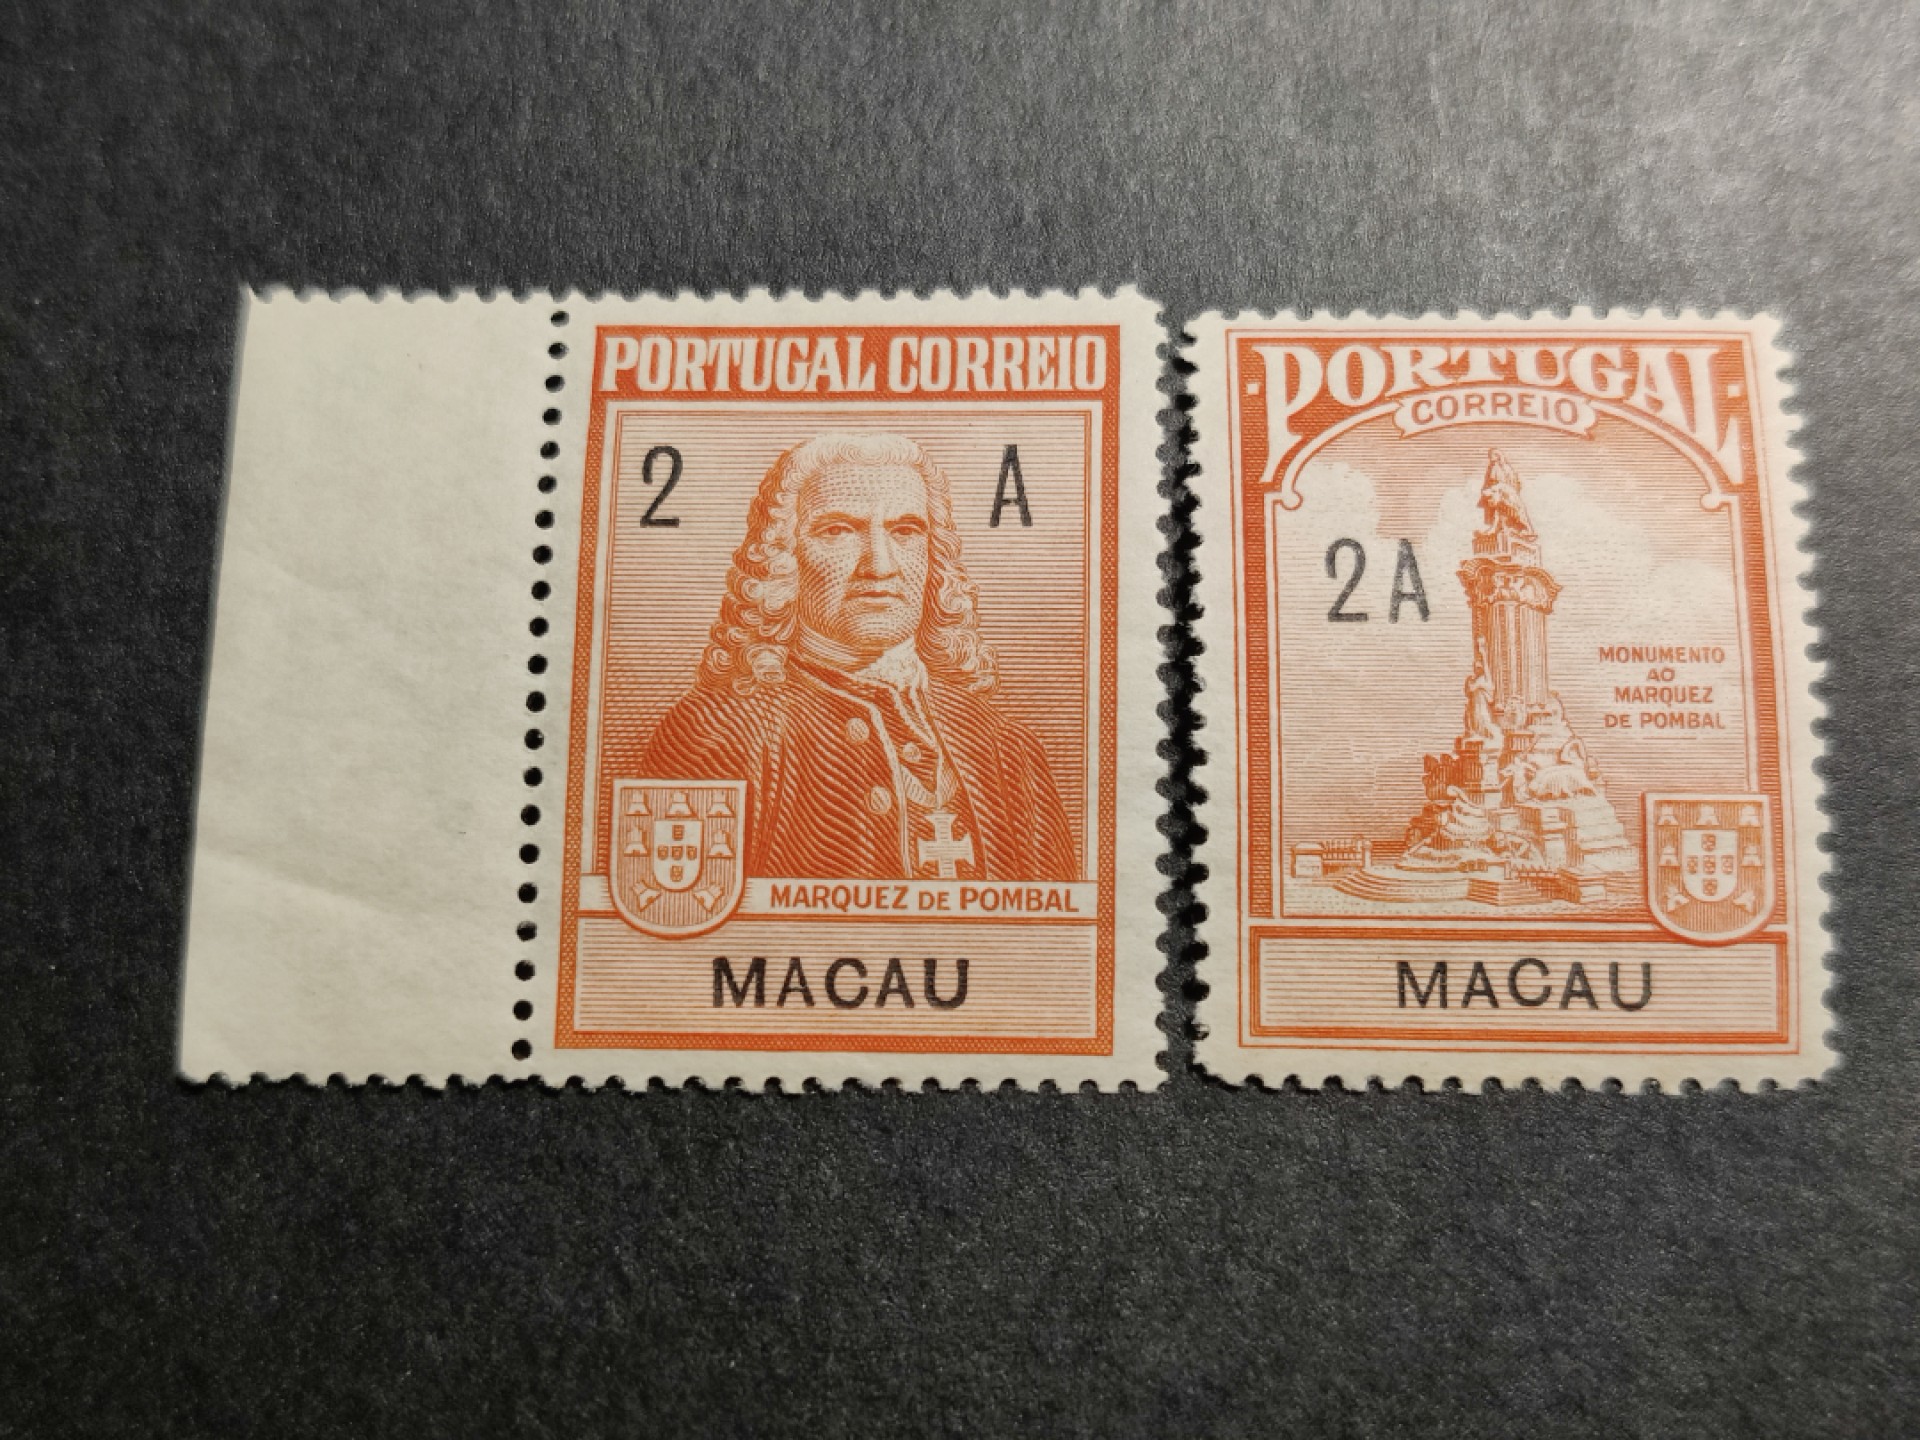 PORTUGAL CORREIO
2 A
MARQUEZ DE POMBAL
MACAU
PORTUGAL
CORREIO
2A
MONUMENTO
AO
MARQUEZ
DE POMBAL
MACAU